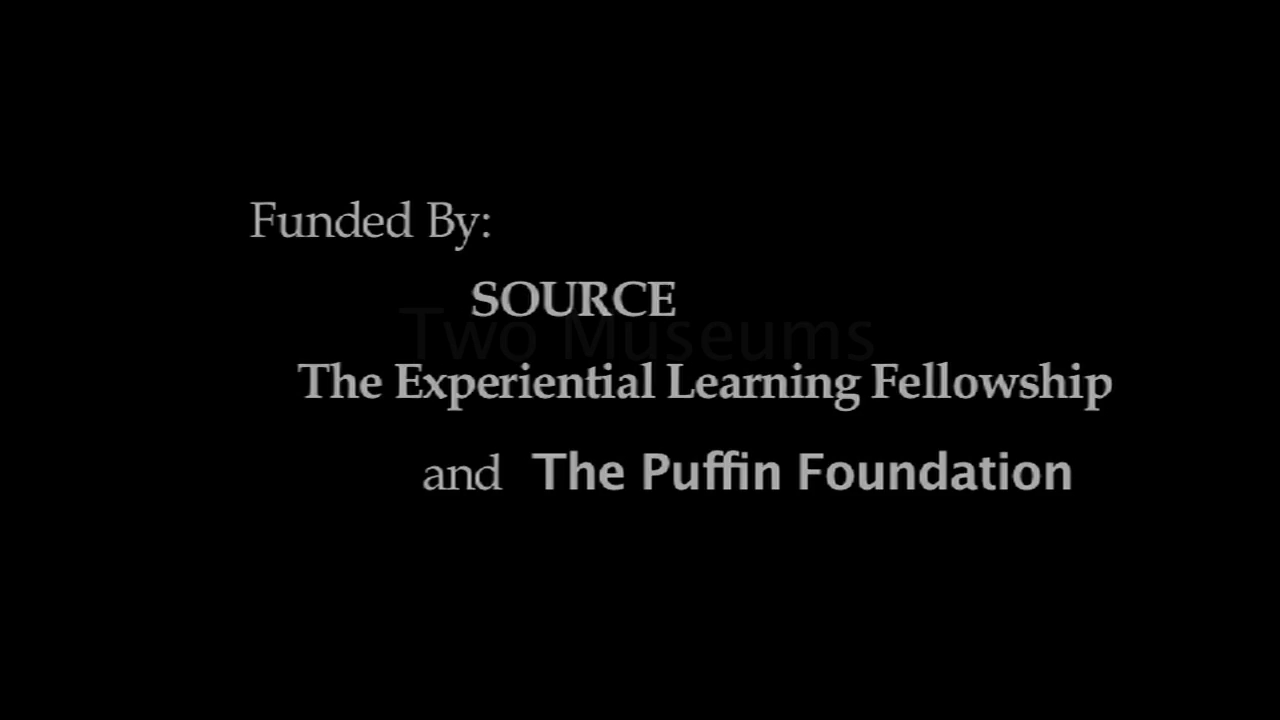 Funded By:
SOURCE
Two Museums
The Experiential Learning Fellowship
and The Puffin Foundation